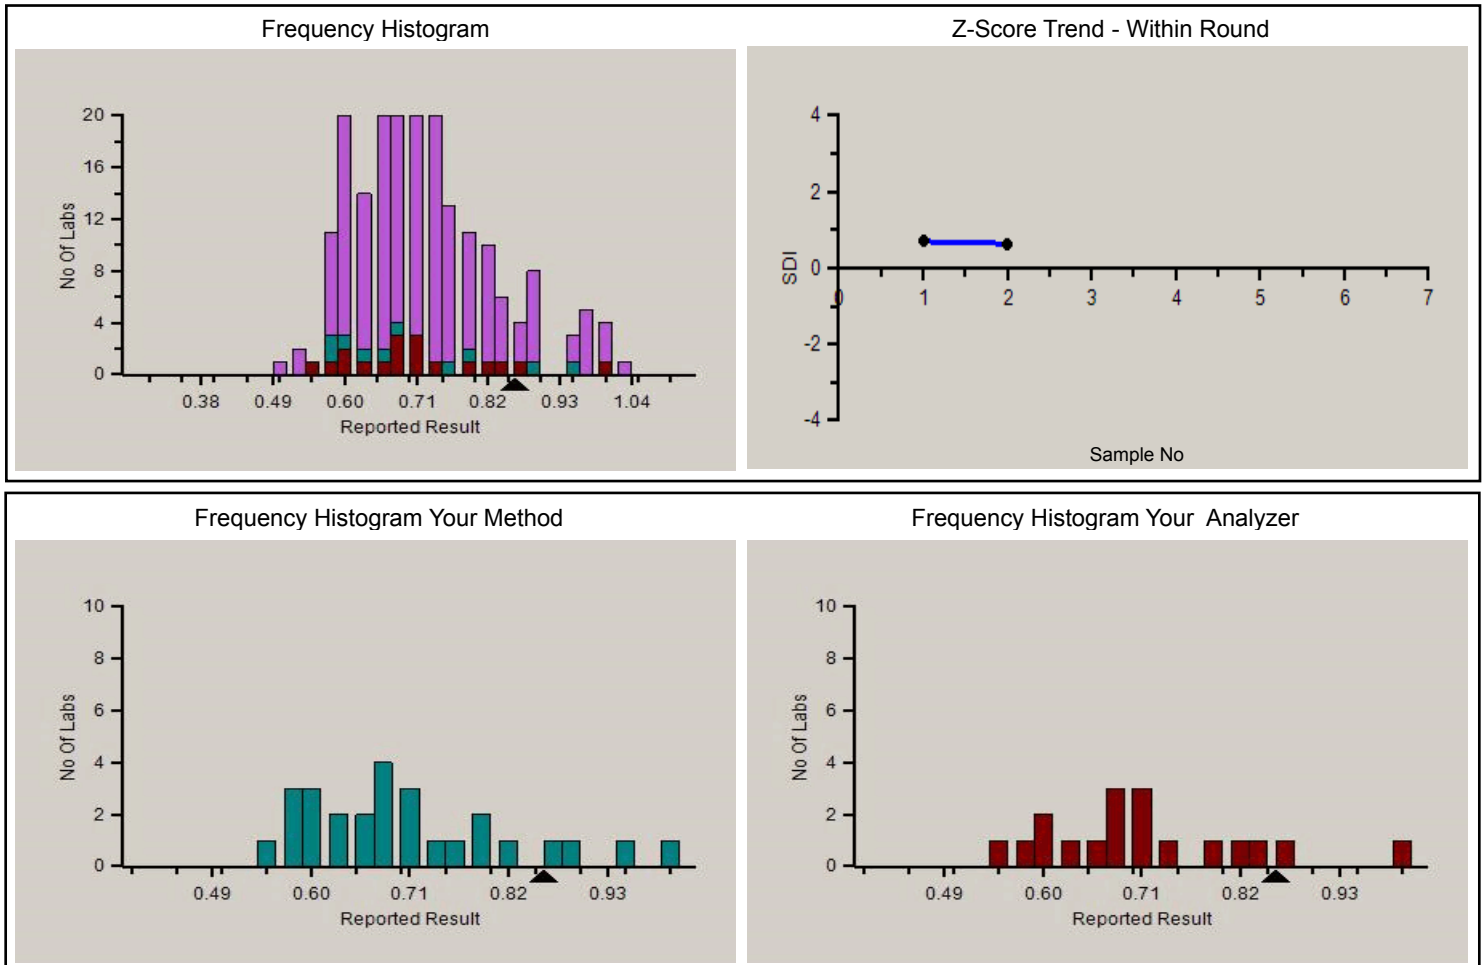 Frequency Histogram
20
16
12
8
4
0
No Of Labs
0.38 0.49 0.60 0.71 0.82 0.93 1.04
Reported Result
Z-Score Trend - Within Round
4
2
0
-2
-4
SDI
0 1 2 3 4 5 6 7
Sample No
Frequency Histogram Your Method
10
8
6
4
2
0
No Of Labs
0.49 0.60 0.71 0.82 0.93
Reported Result
Frequency Histogram Your Analyzer
10
8
6
4
2
0
No Of Labs
0.49 0.60 0.71 0.82 0.93
Reported Result